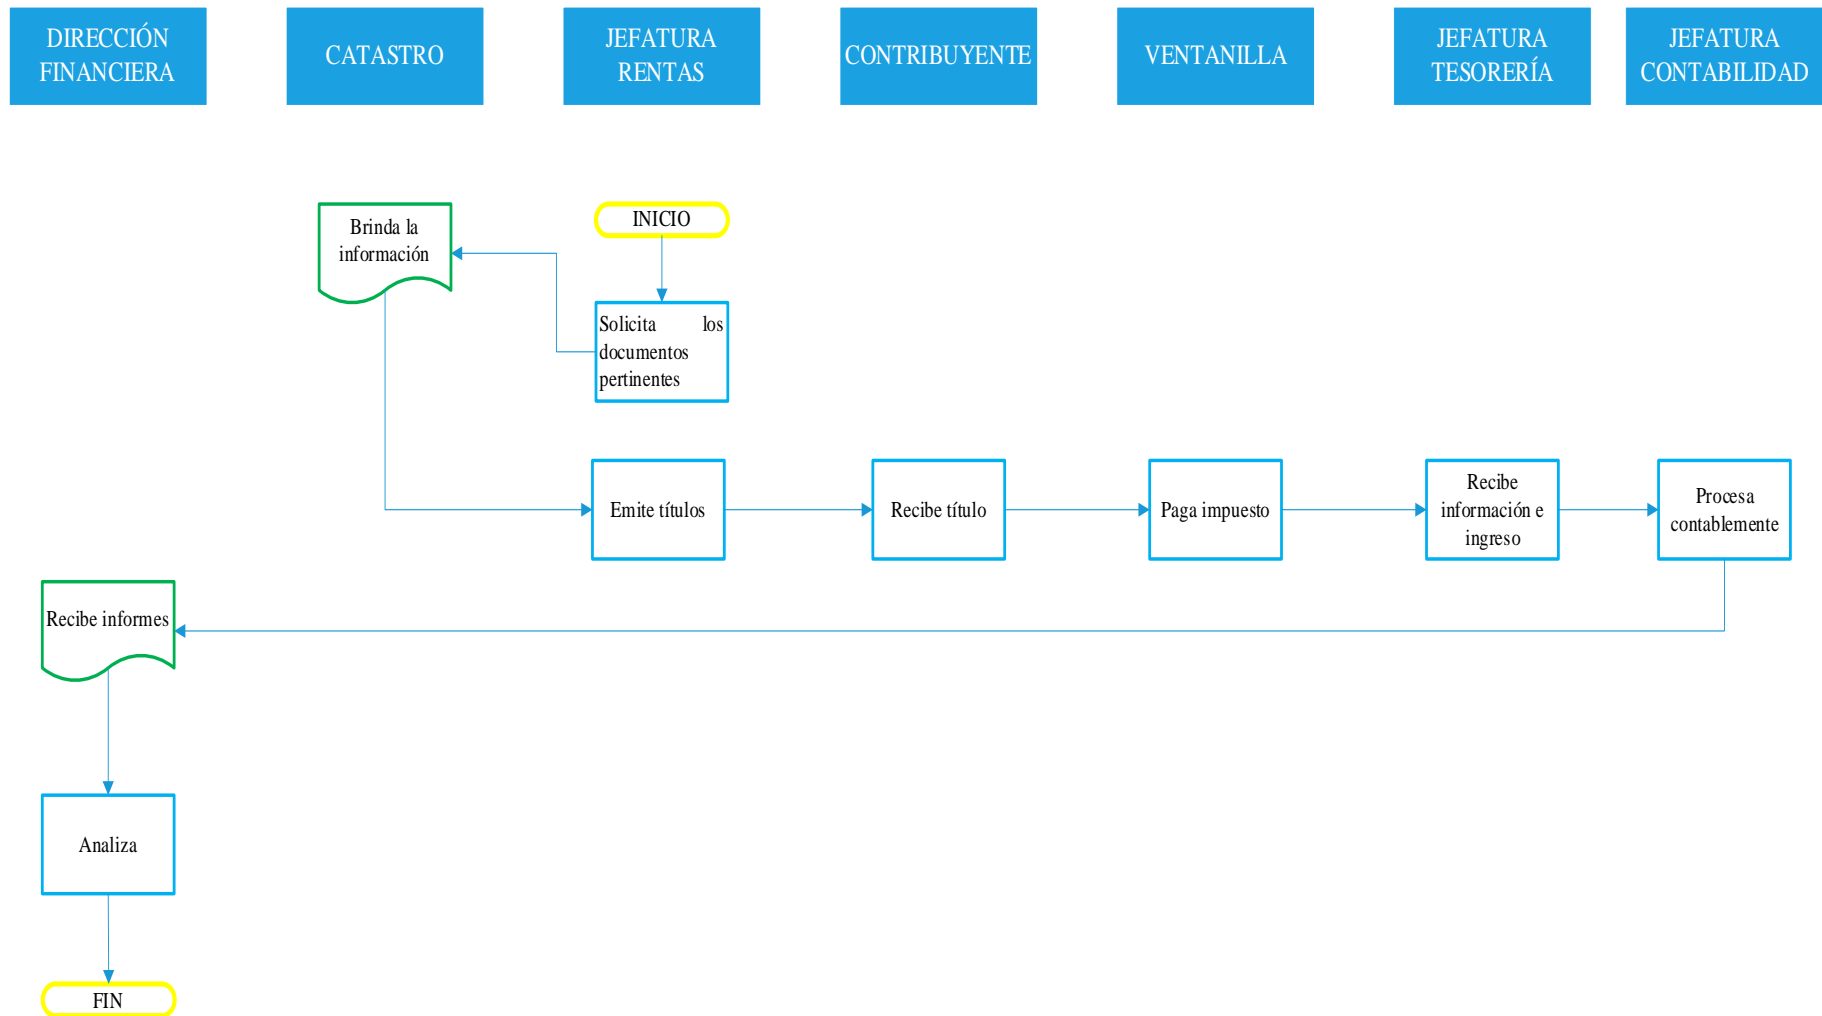 DIRECCIÓN
FINANCIERA
CATASTRO
JEFATURA
RENTAS
CONTRIBUYENTE
VENTANILLA
JEFATURA
TESORERÍA
JEFATURA
CONTABILIDAD
Brinda la
información
INICIO
Solicita los
documentos
pertinentes
Emite títulos
Recibe título
Paga impuesto
Recibe
información e
ingreso
Procesa
contablemente
Recibe informes
Analiza
FIN